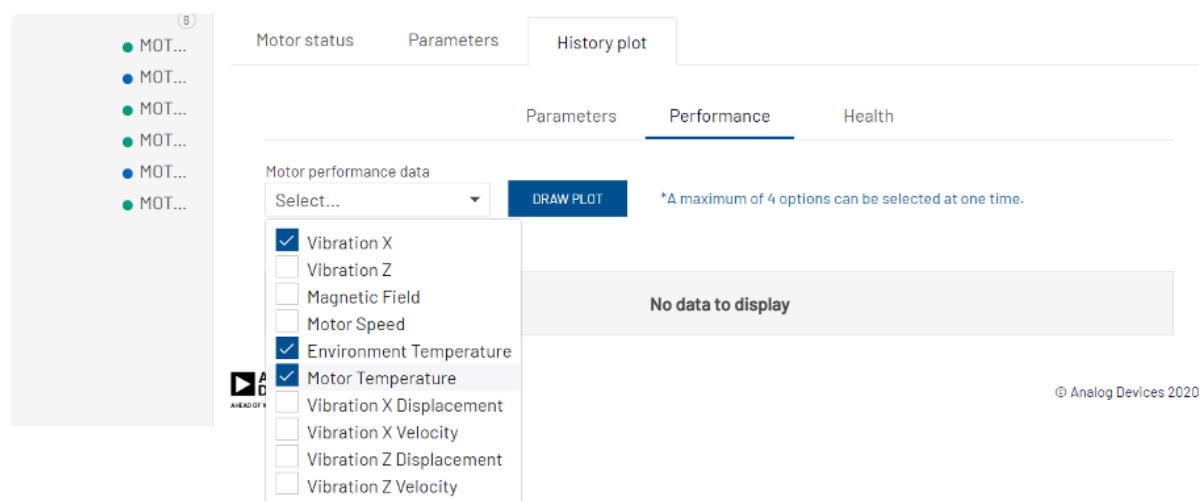 6
MOT...
MOT...
MOT...
MOT...
MOT...
MOT...
Motor status Parameters History plot
Parameters Performance Health
Motor performance data
Select... DRAW PLOT *A maximum of 4 options can be selected at one time.
Vibration X
Vibration Z
Magnetic Field
Motor Speed
Environment Temperature
Motor Temperature
Vibration X Displacement
Vibration X Velocity
Vibration Z Displacement
Vibration Z Velocity
No data to display
© Analog Devices 2020